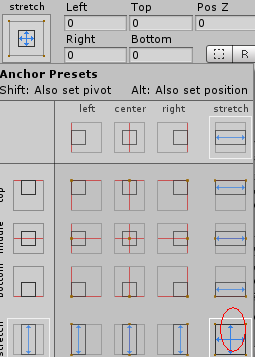 stretch Left Top Pos Z
0 0 0
Right Bottom
0 0 R
Anchor Presets
Shift: Also set pivot Alt: Also set position
left center right stretch
top
middle
bottom
stretch